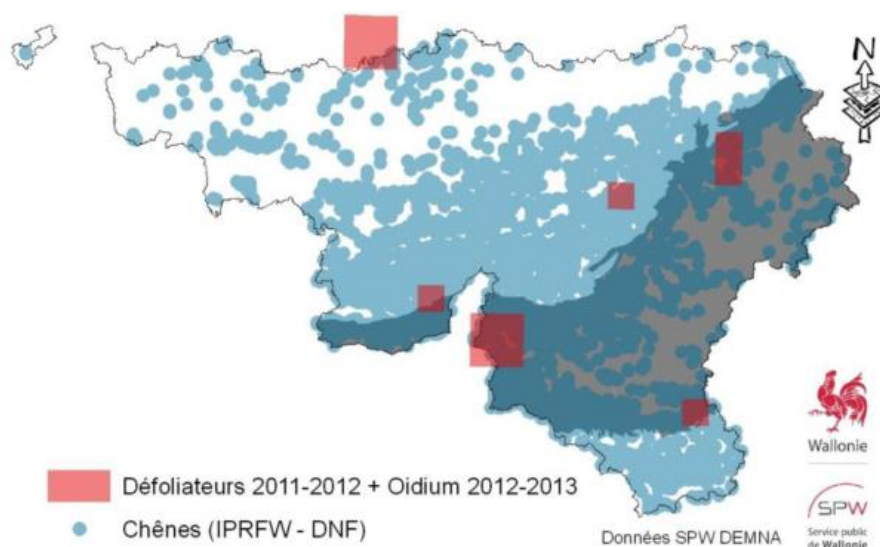 N
Défoliateurs 2011-2012 + Oidium 2012-2013
Chênes (IPRFW - DNF)
Données SPW DEMNA
Wallonie
SPW
Service public
de Wallonie